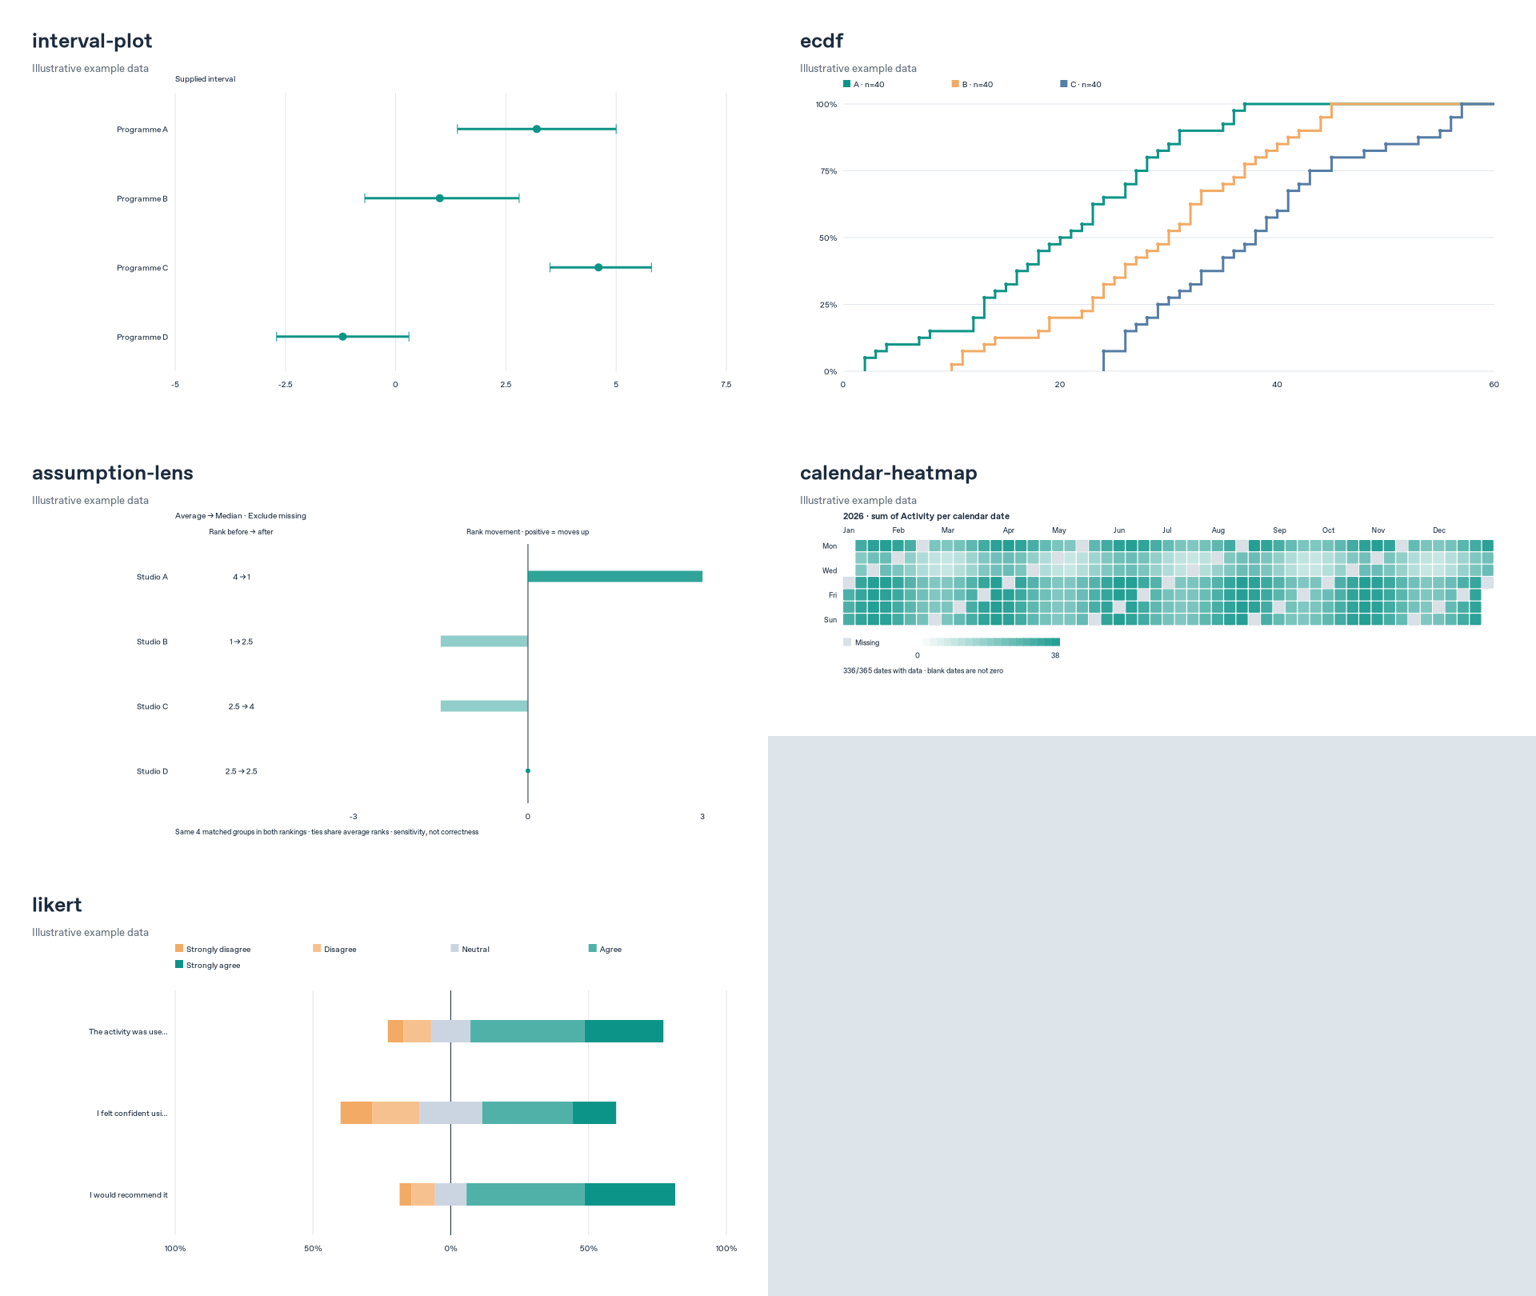 interval-plot
Illustrative example data
Supplied interval
Programme A
Programme B
Programme C
Programme D
-5 -2.5 0 2.5 5 7.5
ecdf
Illustrative example data
A · n=40 B · n=40 C · n=40
100%
75%
50%
25%
0%
0 20 40 60
assumption-lens
Illustrative example data
Average → Median · Exclude missing
Rank before → after Rank movement · positive = moves up
Studio A 4 → 1
Studio B 1 → 2.5
Studio C 2.5 → 4
Studio D 2.5 → 2.5
-3 0 3
Same 4 matched groups in both rankings · ties share average ranks · sensitivity, not correctness
calendar-heatmap
Illustrative example data
2026 · sum of Activity per calendar date
Jan Feb Mar Apr May Jun Jul Aug Sep Oct Nov Dec
Mon
Wed
Fri
Sun
Missing
0 38
336/365 dates with data · blank dates are not zero
likert
Illustrative example data
Strongly disagree Disagree Neutral Agree
Strongly agree
The activity was use...
I felt confident usi...
I would recommend it
100% 50% 0% 50% 100%